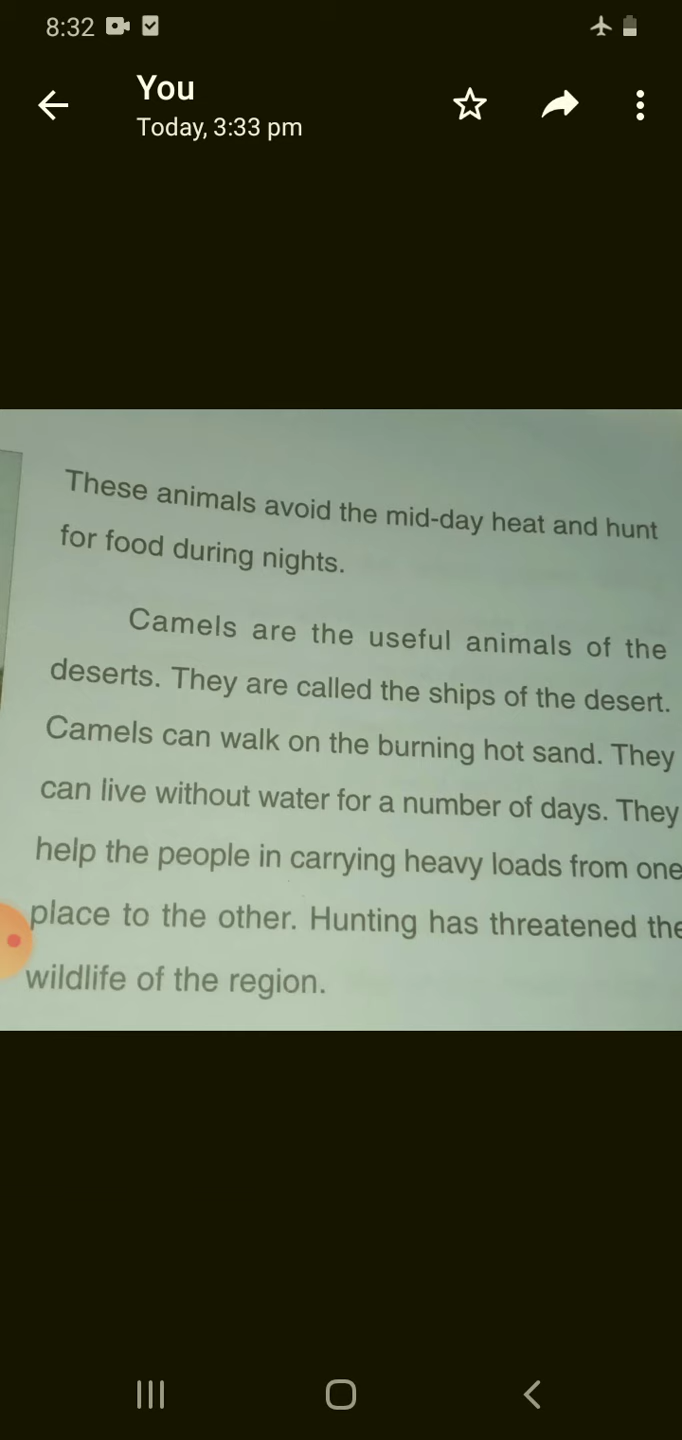 8:32
You
Today, 3:33 pm
These animals avoid the mid-day heat and hunt
for food during nights.
Camels are the useful animals of the
deserts. They are called the ships of the desert.
Camels can walk on the burning hot sand. They
can live without water for a number of days. They
help the people in carrying heavy loads from one
place to the other. Hunting has threatened the
wildlife of the region.